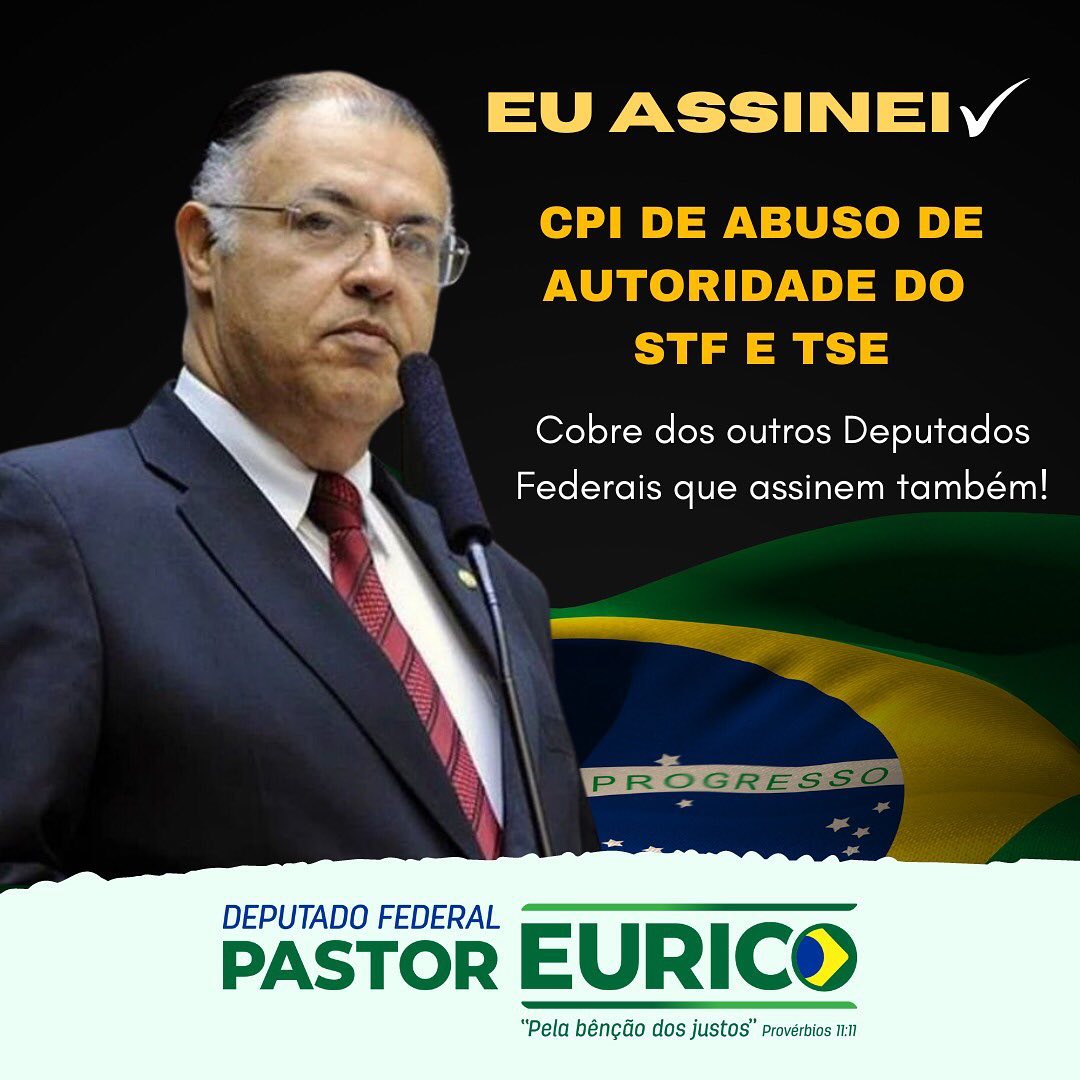 EU ASSINEI
CPI DE ABUSO DE
AUTORIDADE DO
STF E TSE
Cobre dos outros Deputados
Federais que assinem também!
PROGRESSO
DEPUTADO FEDERAL
PASTOR EURICO
"Pela bênção dos justos" Provérbios 11:11